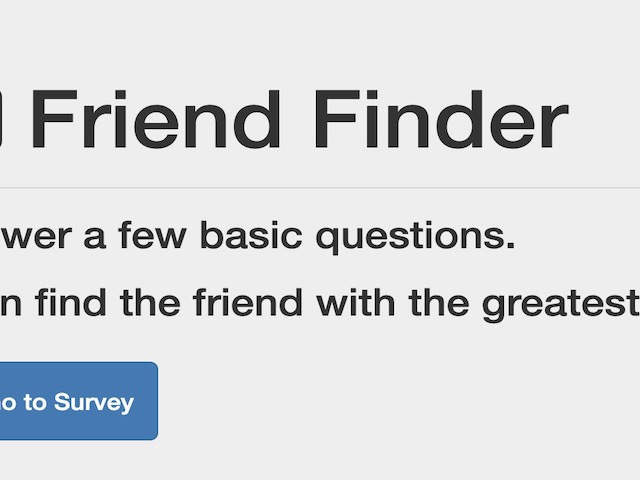 Friend Finder
wer a few basic questions.
n find the friend with the greatest
o to Survey